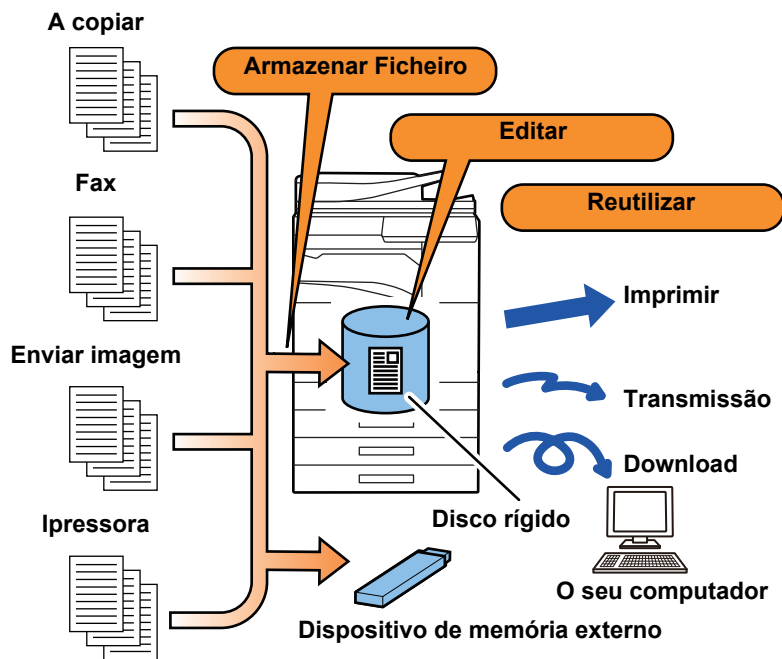 A copiar
Armazenar Ficheiro
Editar
Fax
Reutilizar
Imprimir
Enviar imagem
Transmissão
Download
Ipressora
Disco rígido
O seu computador
Dispositivo de memória externo